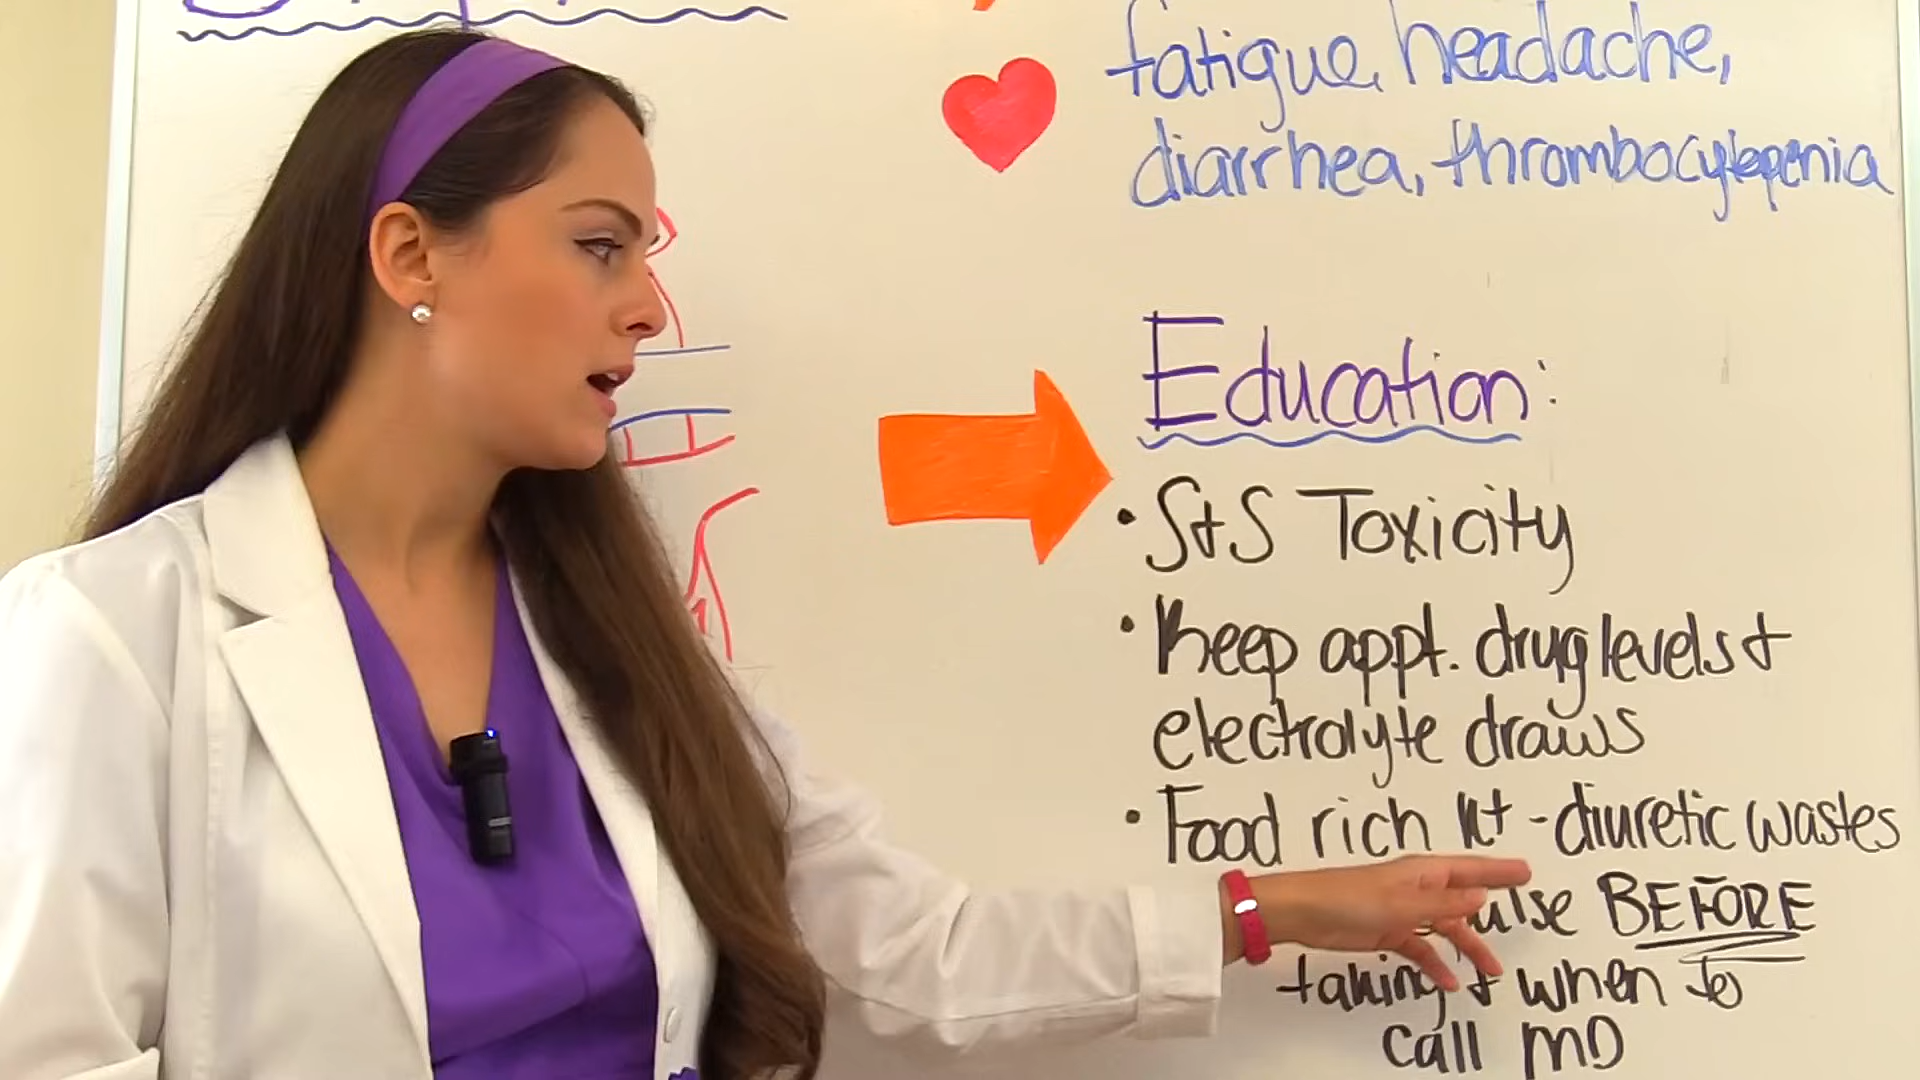 fatigue, headache,
diarrhea, thrombocytopenia
Education:
• S+S Toxicity
• Keep appt. drug levels +
electrolyte draws
• Food rich K+ - diuretic wastes
BEFORE
taking + when to
call MD